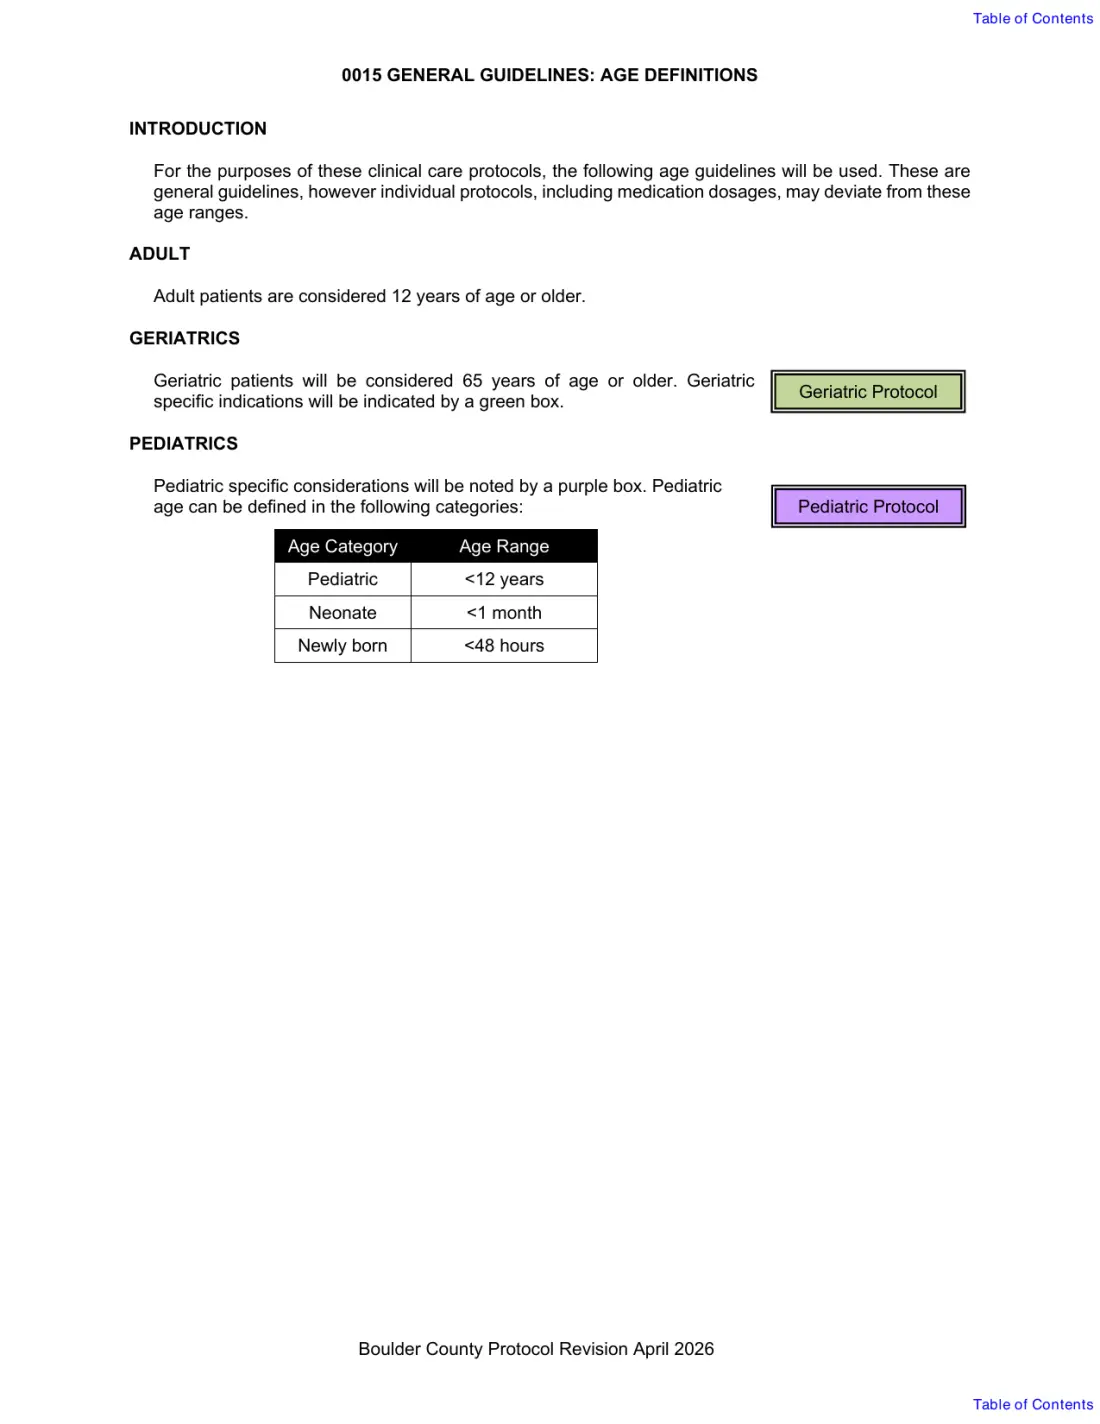 Table of Contents
0015 GENERAL GUIDELINES: AGE DEFINITIONS
INTRODUCTION
For the purposes of these clinical care protocols, the following age guidelines will be used. These are
general guidelines, however individual protocols, including medication dosages, may deviate from these
age ranges.
ADULT
Adult patients are considered 12 years of age or older.
GERIATRICS
Geriatric patients will be considered 65 years of age or older. Geriatric
specific indications will be indicated by a green box.
Geriatric Protocol
PEDIATRICS
Pediatric specific considerations will be noted by a purple box. Pediatric
age can be defined in the following categories:
Pediatric Protocol
Age Category Age Range
Pediatric <12 years
Neonate <1 month
Newly born <48 hours
Boulder County Protocol Revision April 2026
Table of Contents